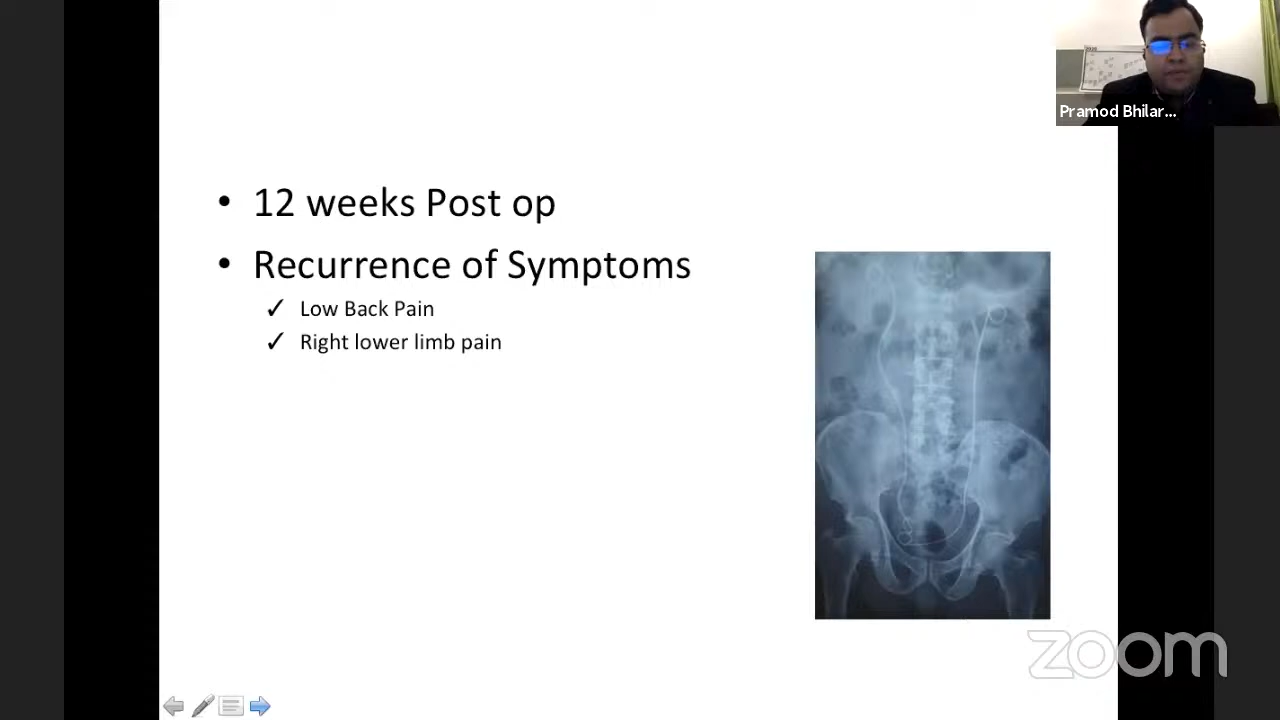 Pramod Bhilar...
• 12 weeks Post op
• Recurrence of Symptoms
✓ Low Back Pain
✓ Right lower limb pain
zoom